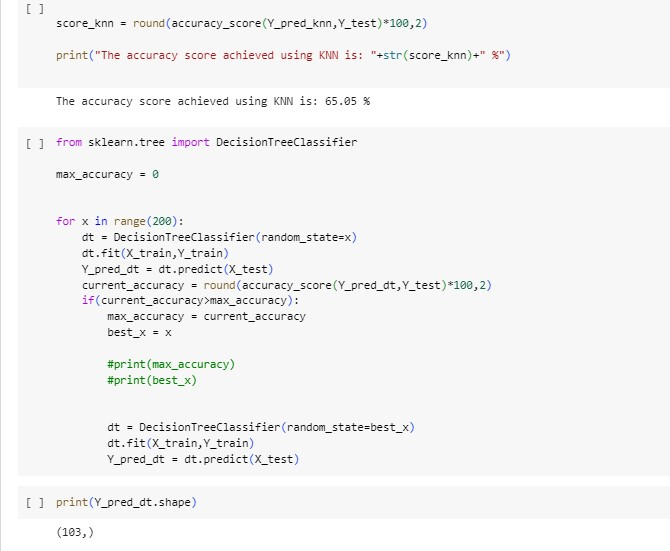 [ ]
score_knn = round(accuracy_score(Y_pred_knn,Y_test)*100,2)
print("The accuracy score achieved using KNN is: "+str(score_knn)+" %")
The accuracy score achieved using KNN is: 65.05 %
[ ] from sklearn.tree import DecisionTreeClassifier
max_accuracy = 0
for x in range(200):
    dt = DecisionTreeClassifier(random_state=x)
    dt.fit(X_train,Y_train)
    Y_pred_dt = dt.predict(X_test)
    current_accuracy = round(accuracy_score(Y_pred_dt,Y_test)*100,2)
    if(current_accuracy>max_accuracy):
        max_accuracy = current_accuracy
        best_x = x
        #print(max_accuracy)
        #print(best_x)
        dt = DecisionTreeClassifier(random_state=best_x)
        dt.fit(X_train,Y_train)
        Y_pred_dt = dt.predict(X_test)
[ ] print(Y_pred_dt.shape)
(103,)